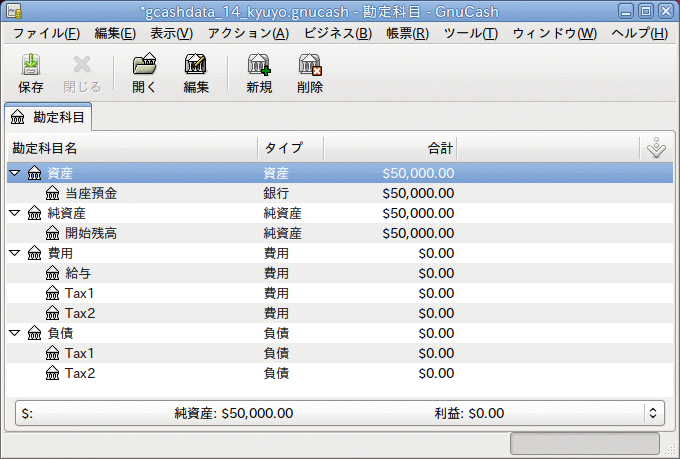 *gcashdata_14_kyuyo.gnucash - 勘定科目 - GnuCash
ファイル(F) 編集(E) 表示(V) アクション(A) ビジネス(B) 帳票(R) ツール(T) ウィンドウ(W) ヘルプ(H)
保存 閉じる 開く 編集 新規 削除
勘定科目
勘定科目名 タイプ 合計
資産 資産 $50,000.00
当座預金 銀行 $50,000.00
純資産 純資産 $50,000.00
開始残高 純資産 $50,000.00
費用 費用 $0.00
給与 費用 $0.00
Tax1 費用 $0.00
Tax2 費用 $0.00
負債 負債 $0.00
Tax1 負債 $0.00
Tax2 負債 $0.00
$: 純資産: $50,000.00 利益: $0.00